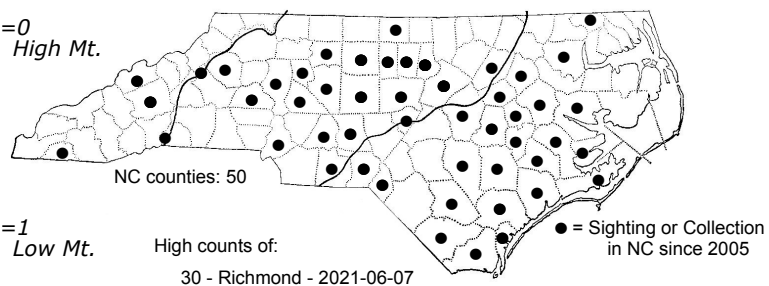 =0
High Mt.
NC counties: 50
=1
Low Mt.
High counts of:
30 - Richmond - 2021-06-07
● = Sighting or Collection
in NC since 2005